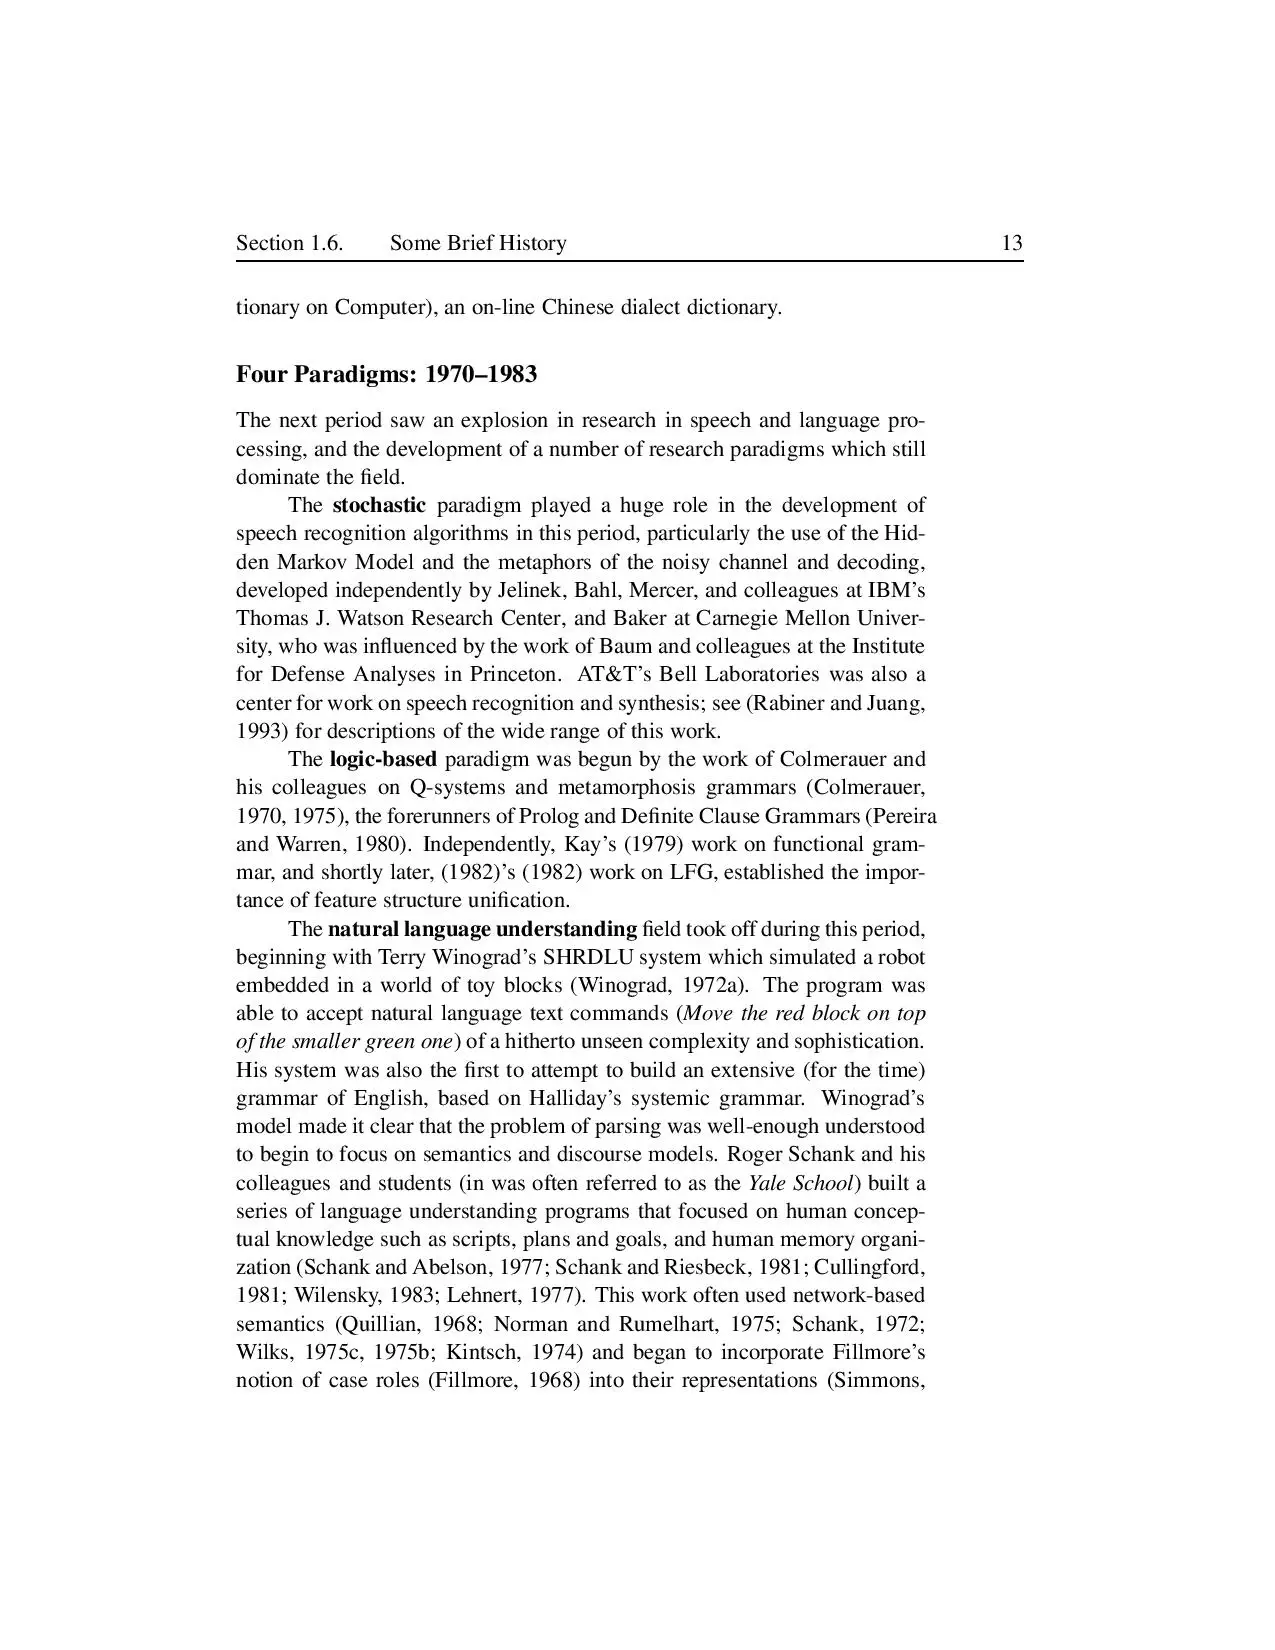 Section 1.6. Some Brief History 13
tionary on Computer), an on-line Chinese dialect dictionary.
Four Paradigms: 1970–1983
The next period saw an explosion in research in speech and language pro-
cessing, and the development of a number of research paradigms which still
dominate the field.
The stochastic paradigm played a huge role in the development of
speech recognition algorithms in this period, particularly the use of the Hid-
den Markov Model and the metaphors of the noisy channel and decoding,
developed independently by Jelinek, Bahl, Mercer, and colleagues at IBM’s
Thomas J. Watson Research Center, and Baker at Carnegie Mellon Univer-
sity, who was influenced by the work of Baum and colleagues at the Institute
for Defense Analyses in Princeton. AT&T’s Bell Laboratories was also a
center for work on speech recognition and synthesis; see (Rabiner and Juang,
1993) for descriptions of the wide range of this work.
The logic-based paradigm was begun by the work of Colmerauer and
his colleagues on Q-systems and metamorphosis grammars (Colmerauer,
1970, 1975), the forerunners of Prolog and Definite Clause Grammars (Pereira
and Warren, 1980). Independently, Kay’s (1979) work on functional gram-
mar, and shortly later, (1982)’s (1982) work on LFG, established the impor-
tance of feature structure unification.
The natural language understanding field took off during this period,
beginning with Terry Winograd’s SHRDLU system which simulated a robot
embedded in a world of toy blocks (Winograd, 1972a). The program was
able to accept natural language text commands (Move the red block on top
of the smaller green one) of a hitherto unseen complexity and sophistication.
His system was also the first to attempt to build an extensive (for the time)
grammar of English, based on Halliday’s systemic grammar. Winograd’s
model made it clear that the problem of parsing was well-enough understood
to begin to focus on semantics and discourse models. Roger Schank and his
colleagues and students (in was often referred to as the Yale School) built a
series of language understanding programs that focused on human concep-
tual knowledge such as scripts, plans and goals, and human memory organi-
zation (Schank and Abelson, 1977; Schank and Riesbeck, 1981; Cullingford,
1981; Wilensky, 1983; Lehnert, 1977). This work often used network-based
semantics (Quillian, 1968; Norman and Rumelhart, 1975; Schank, 1972;
Wilks, 1975c, 1975b; Kintsch, 1974) and began to incorporate Fillmore’s
notion of case roles (Fillmore, 1968) into their representations (Simmons,